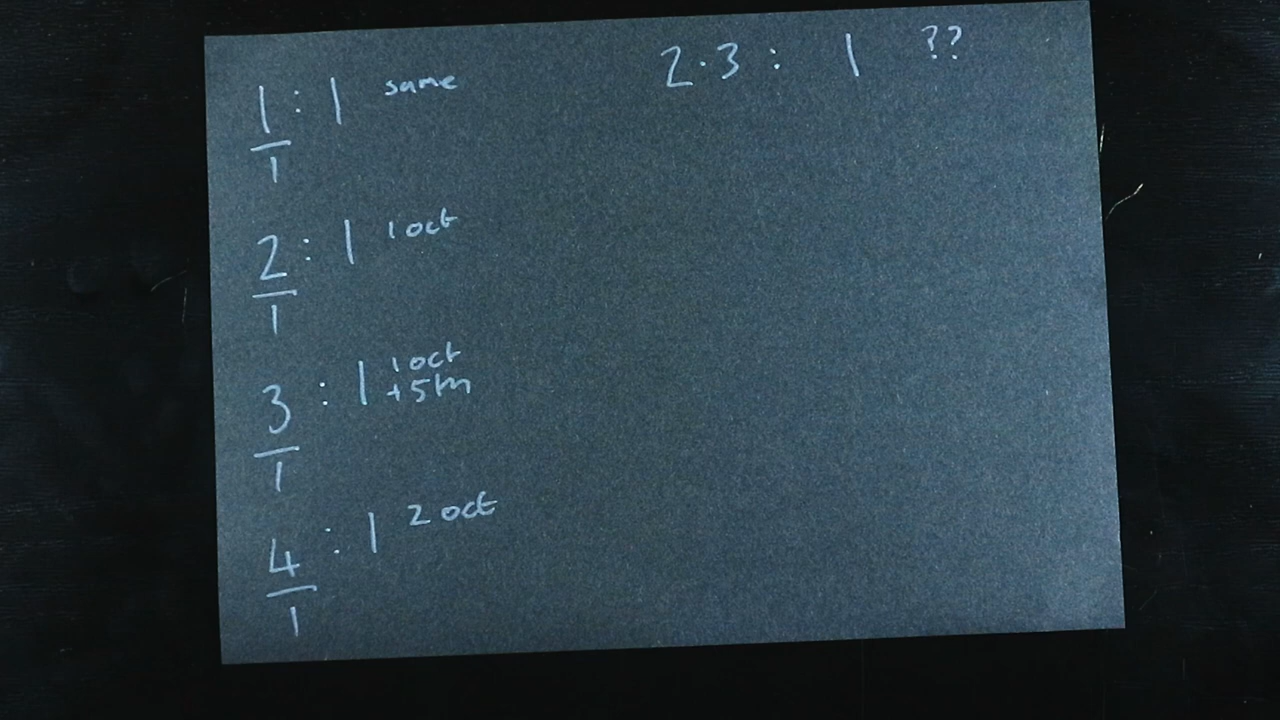 1 : 1 same
1
2 : 1 1 oct
1
3 : 1 1 oct
+5th
1
4 : 1 2 oct
1
2.3 : 1 ??